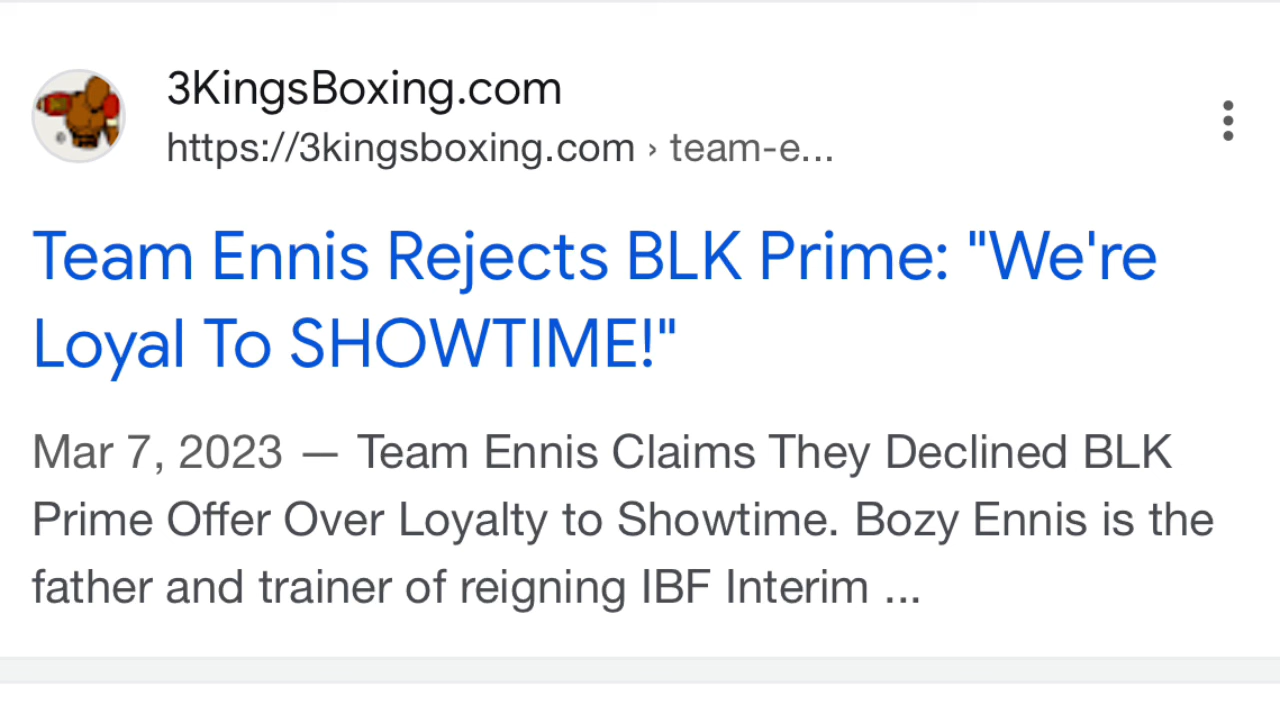 3KingsBoxing.com
https://3kingsboxing.com › team-e...
Team Ennis Rejects BLK Prime: "We're
Loyal To SHOWTIME!"
Mar 7, 2023 — Team Ennis Claims They Declined BLK
Prime Offer Over Loyalty to Showtime. Bozy Ennis is the
father and trainer of reigning IBF Interim ...